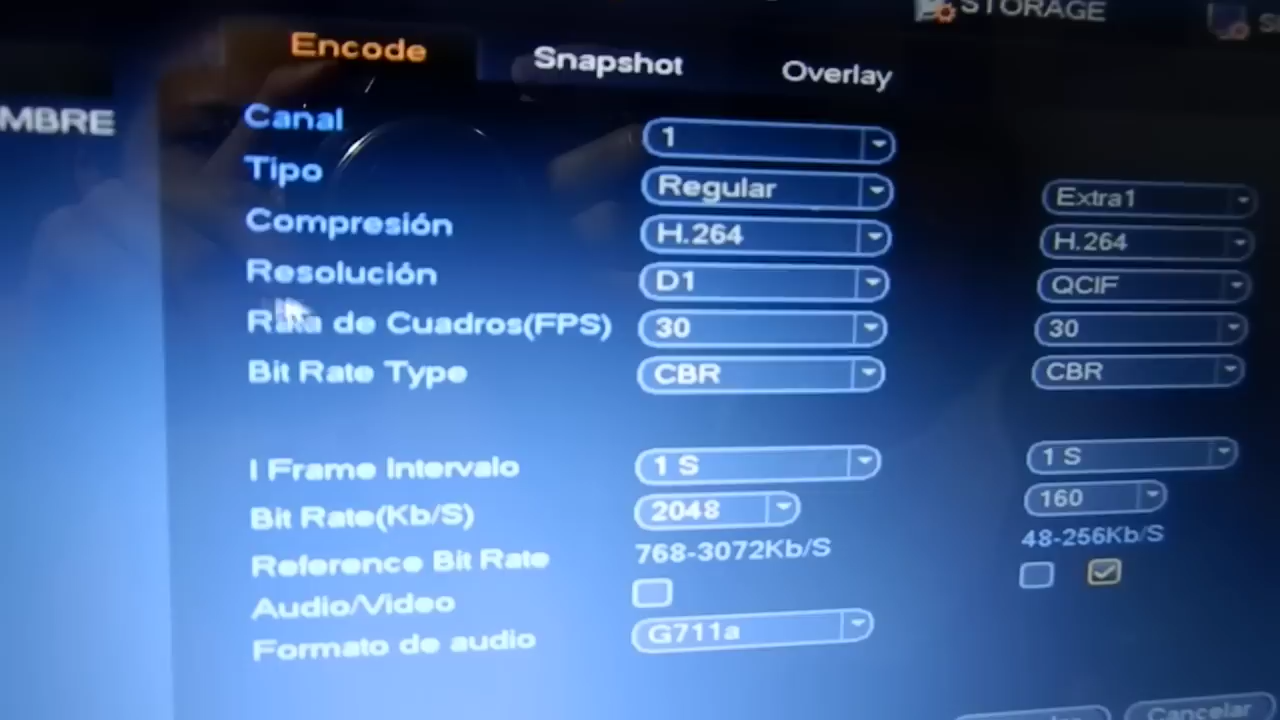 STORAGE
Encode Snapshot Overlay
MBRE
Canal 1
Tipo Regular Extra1
Compresión H.264 H.264
Resolución D1 QCIF
Rata de Cuadros(FPS) 30 30
Bit Rate Type CBR CBR
I Frame Intervalo 1 S 1 S
Bit Rate(Kb/S) 2048 160
Reference Bit Rate 768-3072Kb/S 48-256Kb/S
Audio/Video
Formato de audio G711a
Cancelar